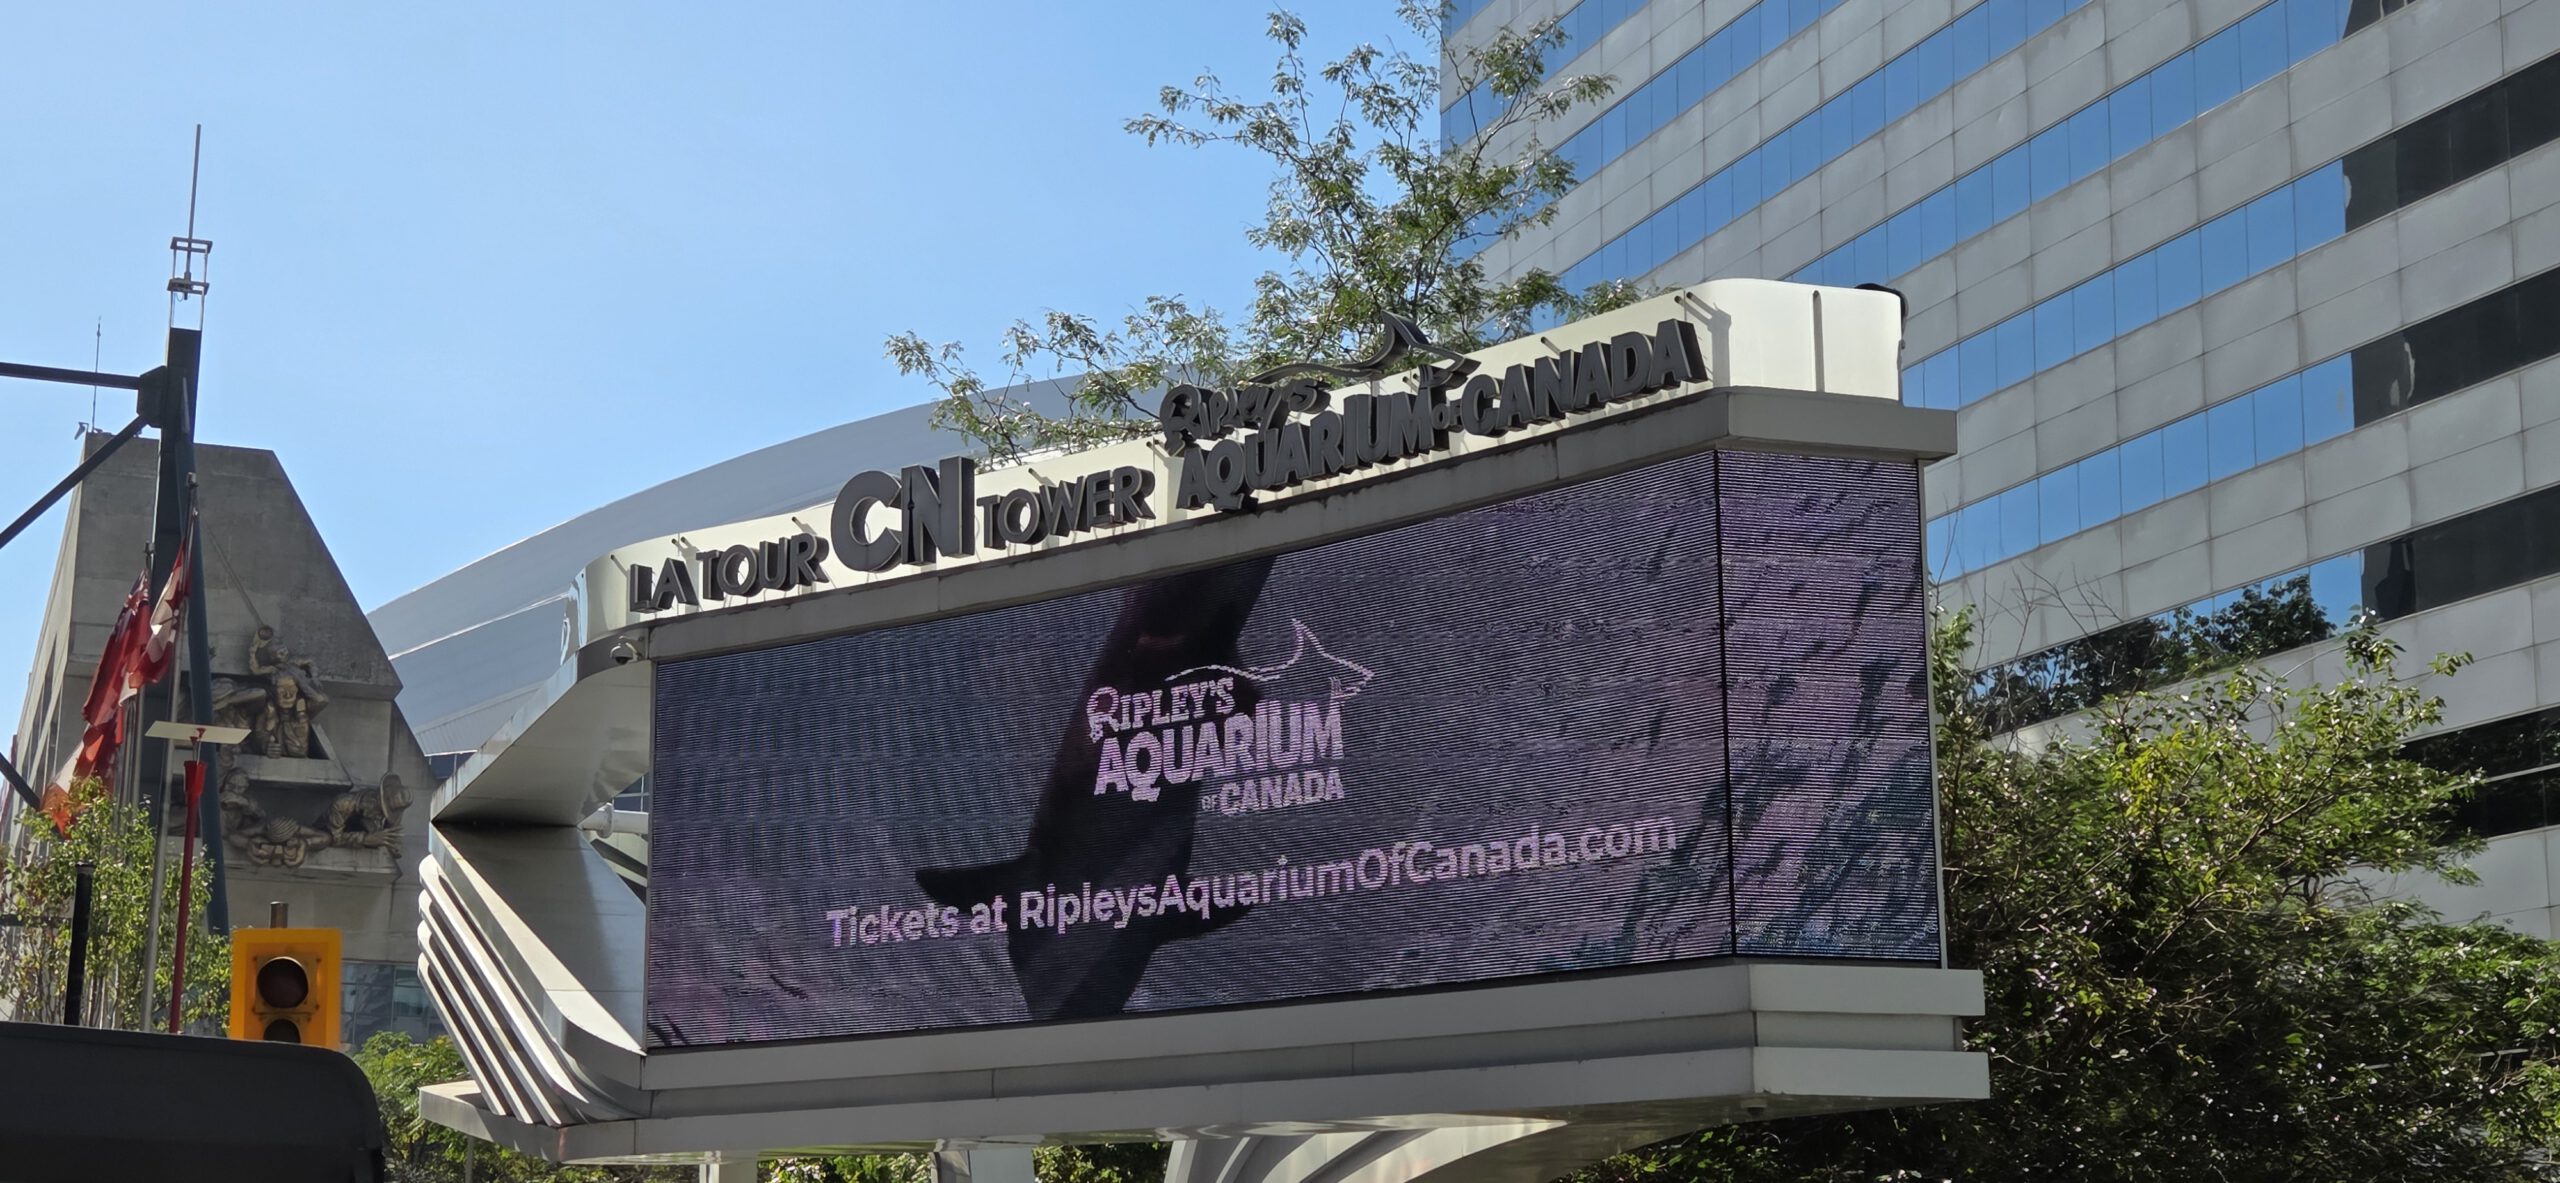 LA TOUR CN TOWER
Ripley's
AQUARIUM OF CANADA
RIPLEY'S
AQUARIUM
OF CANADA
Tickets at RipleysAquariumOfCanada.com